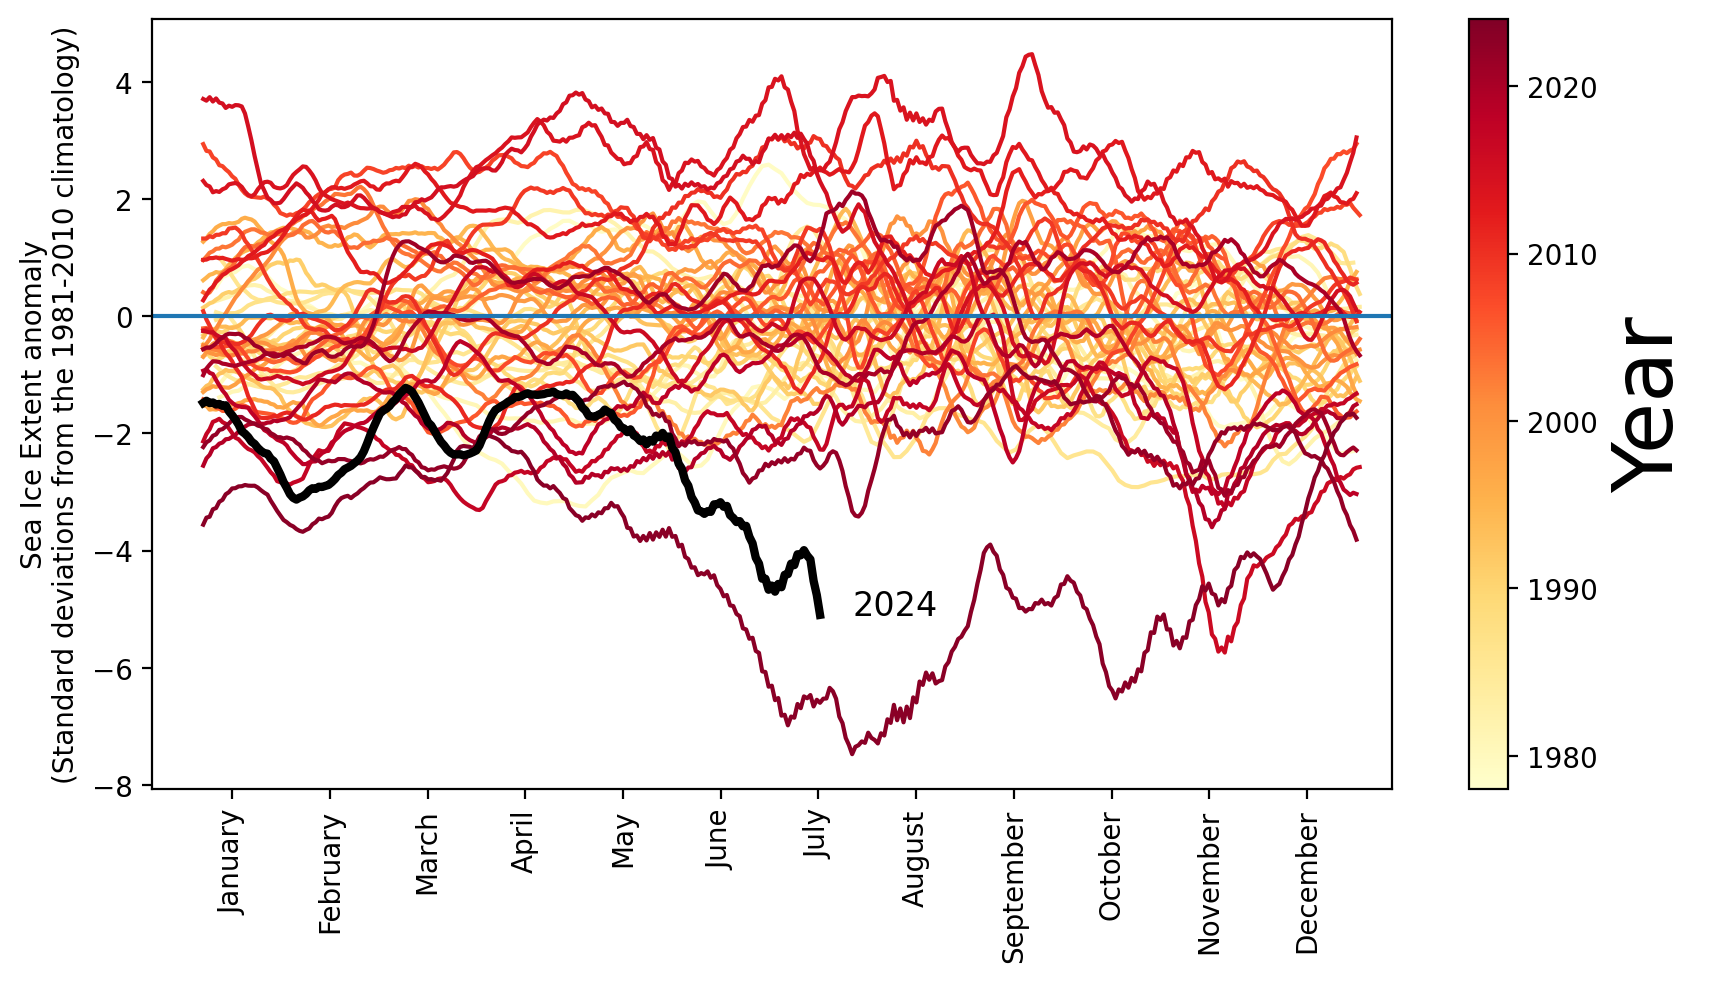 Sea Ice Extent anomaly
(Standard deviations from the 1981-2010 climatology)
4
2
0
−2
−4
−6
−8
January
February
March
April
May
June
July
August
September
October
November
December
2024
2020
2010
2000
1990
1980
Year